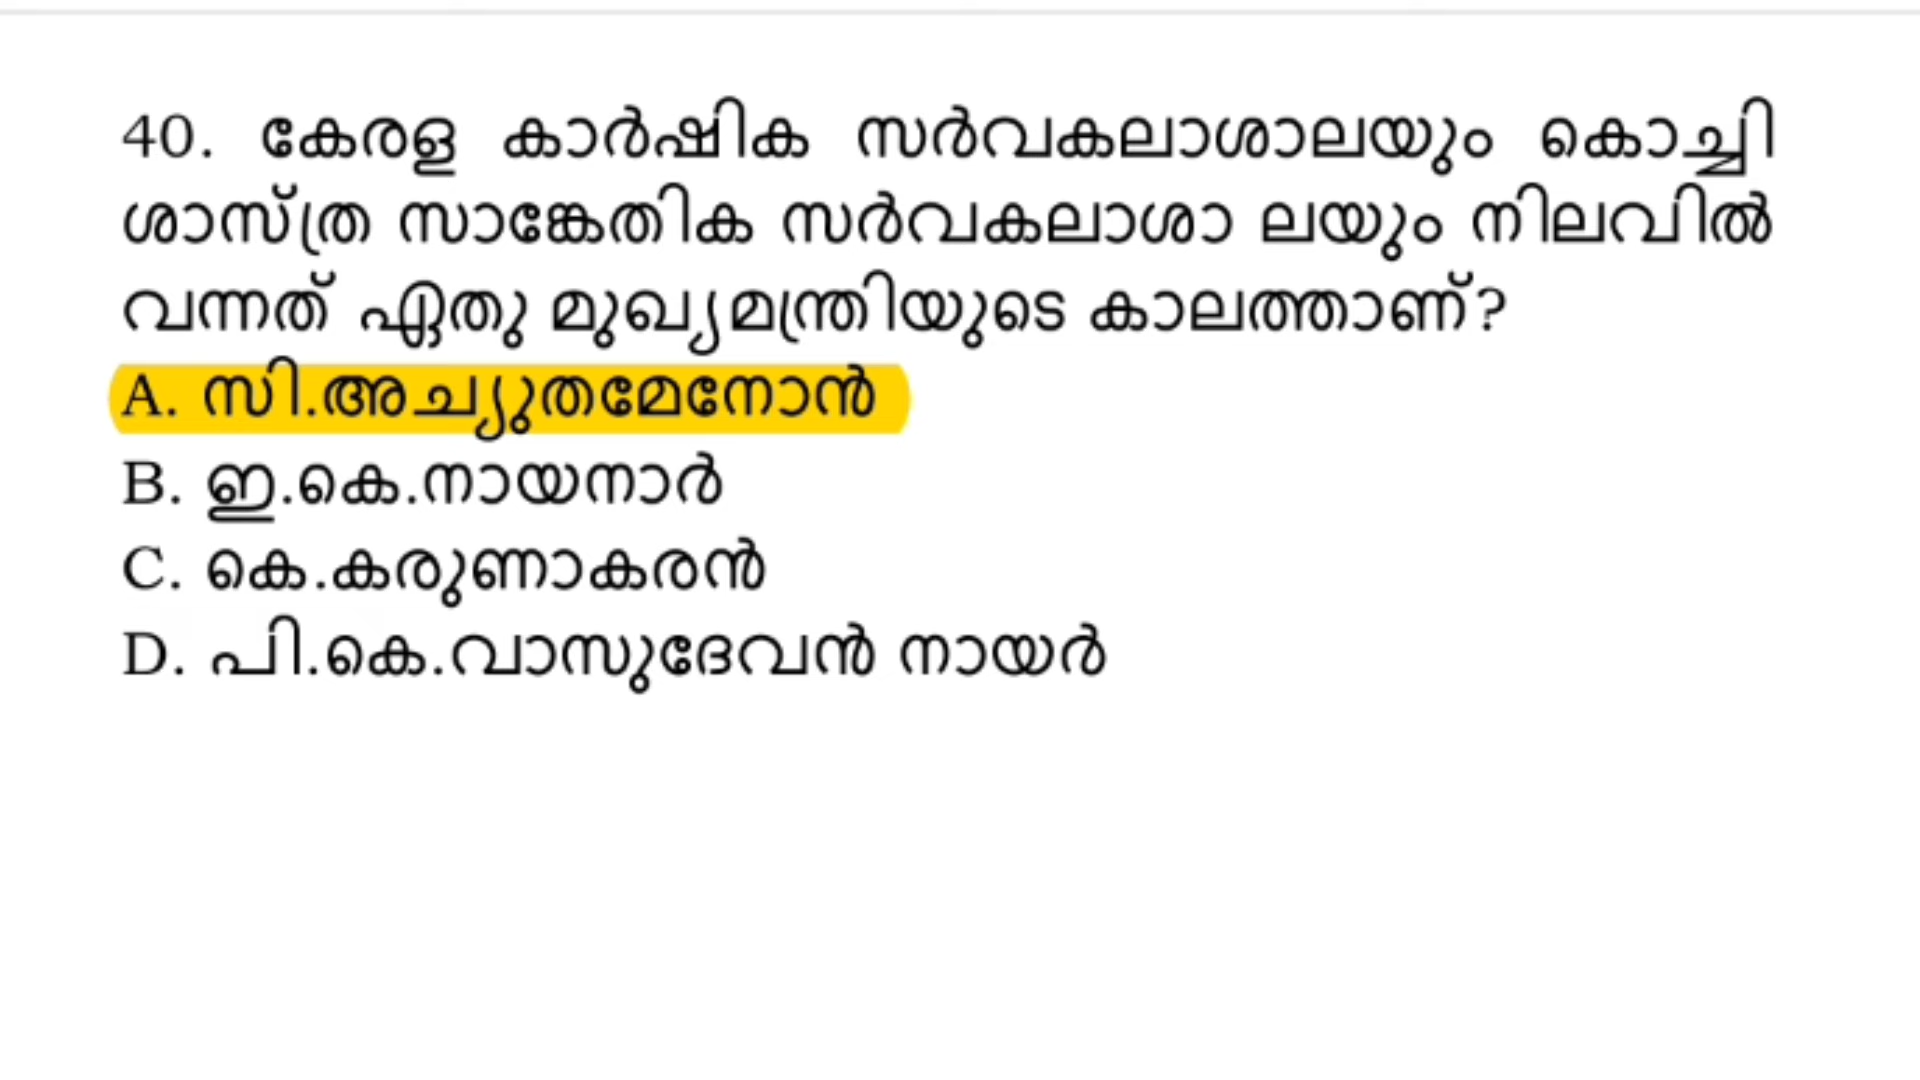 40. കേരള കാർഷിക സർവകലാശാലയും കൊച്ചി
ശാസ്ത്ര സാങ്കേതിക സർവകലാശാ ലയും നിലവിൽ
വന്നത് ഏതു മുഖ്യമന്ത്രിയുടെ കാലത്താണ്?
A. സി.അച്യുതമേനോൻ
B. ഇ.കെ.നായനാർ
C. കെ.കരുണാകരൻ
D. പി.കെ.വാസുദേവൻ നായർ